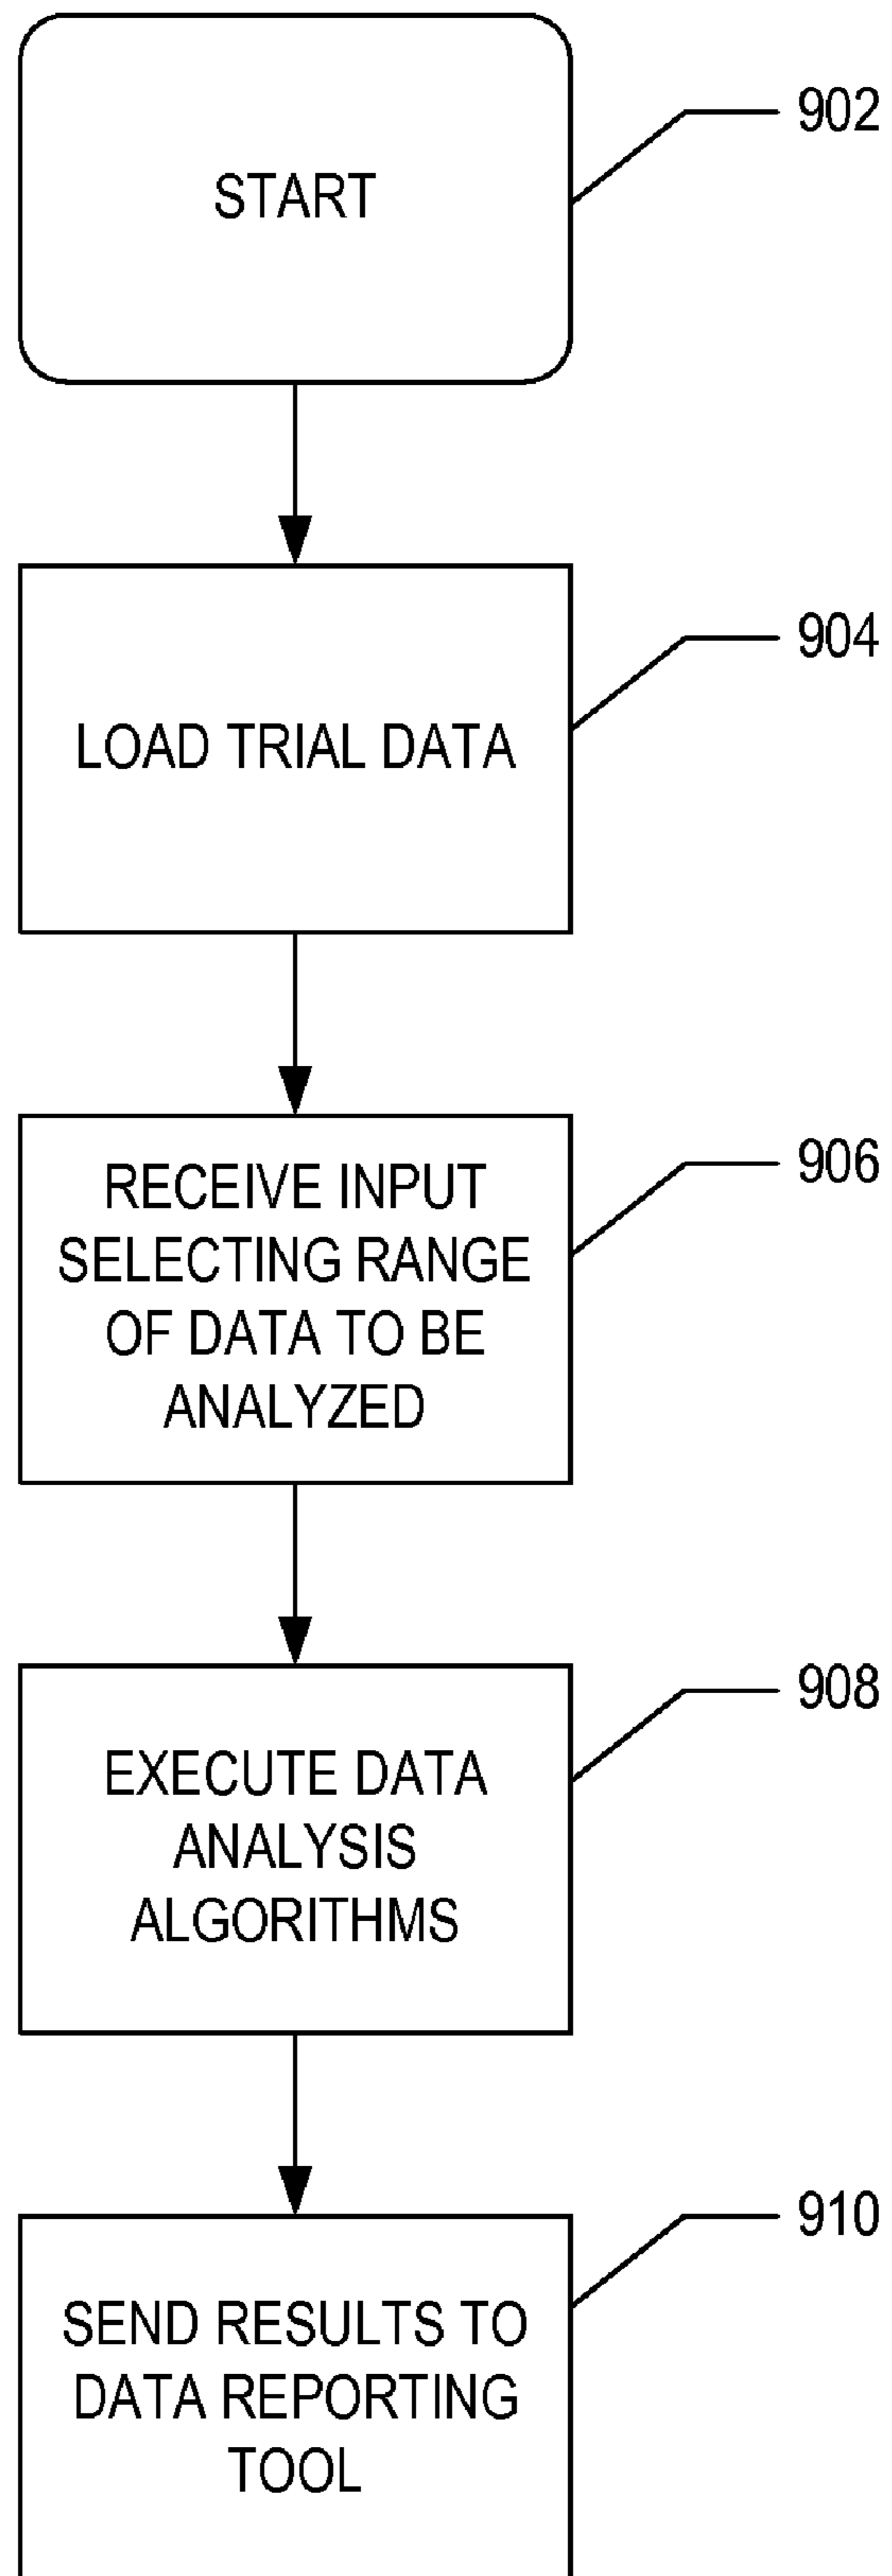 START
902
LOAD TRIAL DATA
904
RECEIVE INPUT
SELECTING RANGE
OF DATA TO BE
ANALYZED
906
EXECUTE DATA
ANALYSIS
ALGORITHMS
908
SEND RESULTS TO
DATA REPORTING
TOOL
910